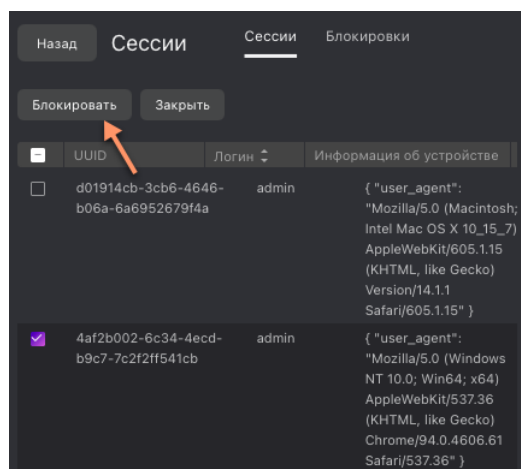 Назад Сессии Сессии Блокировки
Блокировать Закрыть
UUID Логин Информация об устройстве
d01914cb-3cb6-4646- admin { "user_agent":
b06a-6a6952679f4a "Mozilla/5.0 (Macintosh;
Intel Mac OS X 10_15_7)
AppleWebKit/605.1.15
(KHTML, like Gecko)
Version/14.1.1
Safari/605.1.15" }
4af2b002-6c34-4ecd- admin { "user_agent":
b9c7-7c2f2ff541cb "Mozilla/5.0 (Windows
NT 10.0; Win64; x64)
AppleWebKit/537.36
(KHTML, like Gecko)
Chrome/94.0.4606.61
Safari/537.36" }